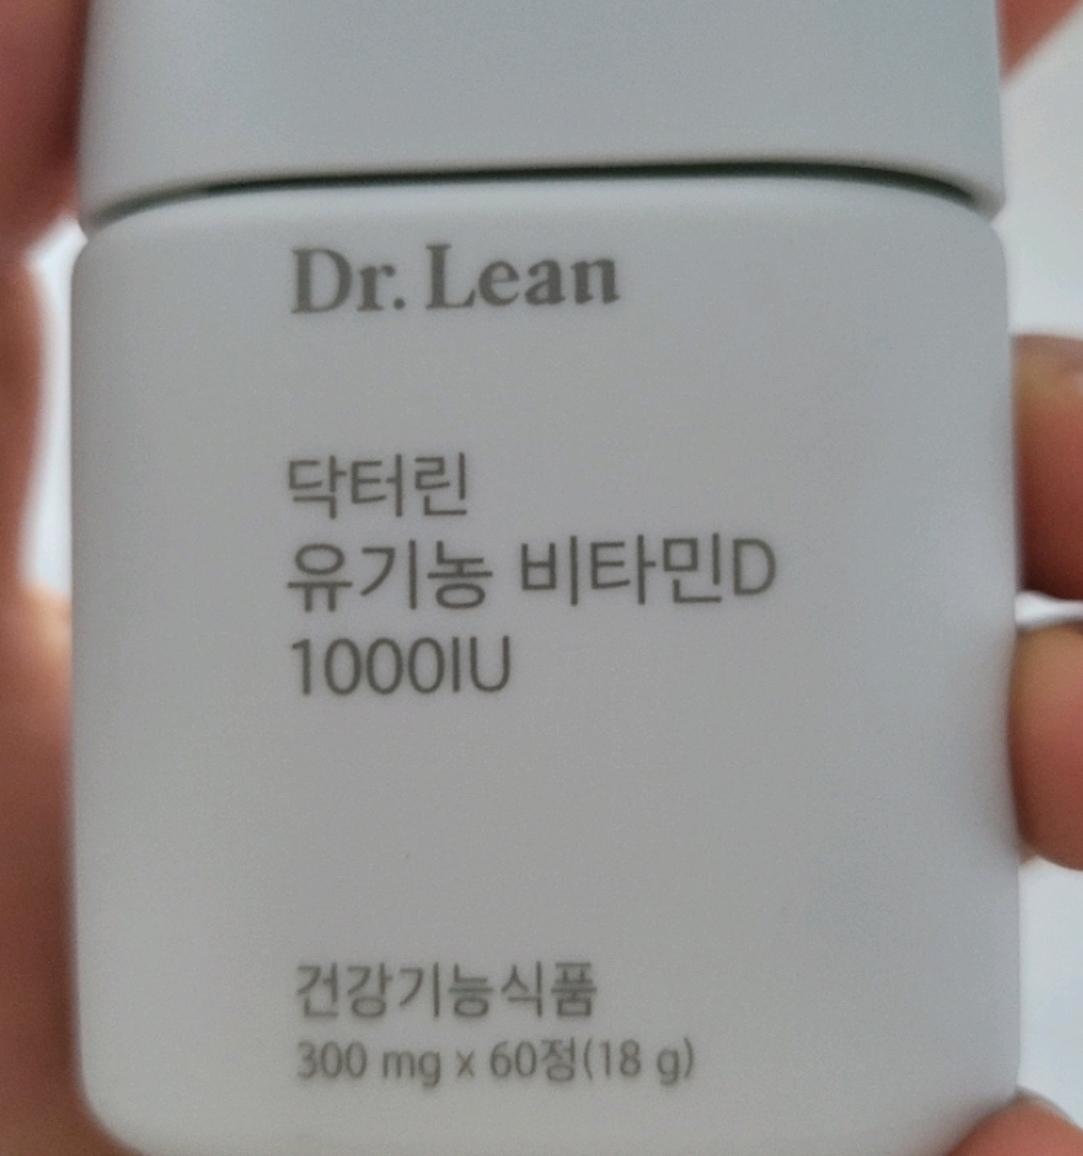 Dr. Lean
닥터린
유기농 비타민D
1000IU
건강기능식품
300 mg x 60정(18 g)